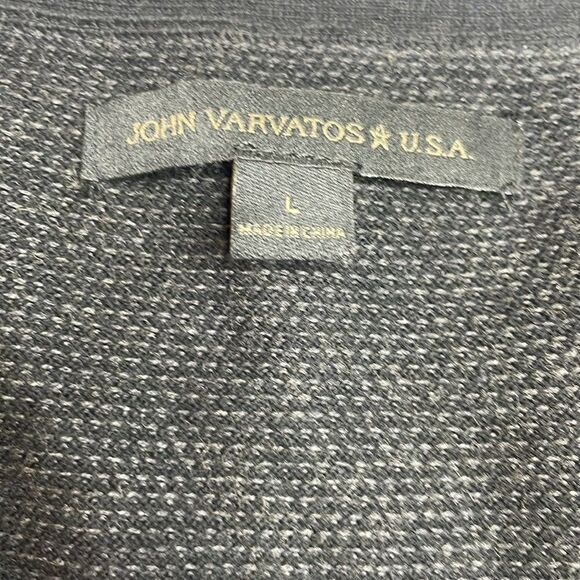 JOHN VARVATOS ★ U.S.A.
L
MADE IN CHINA